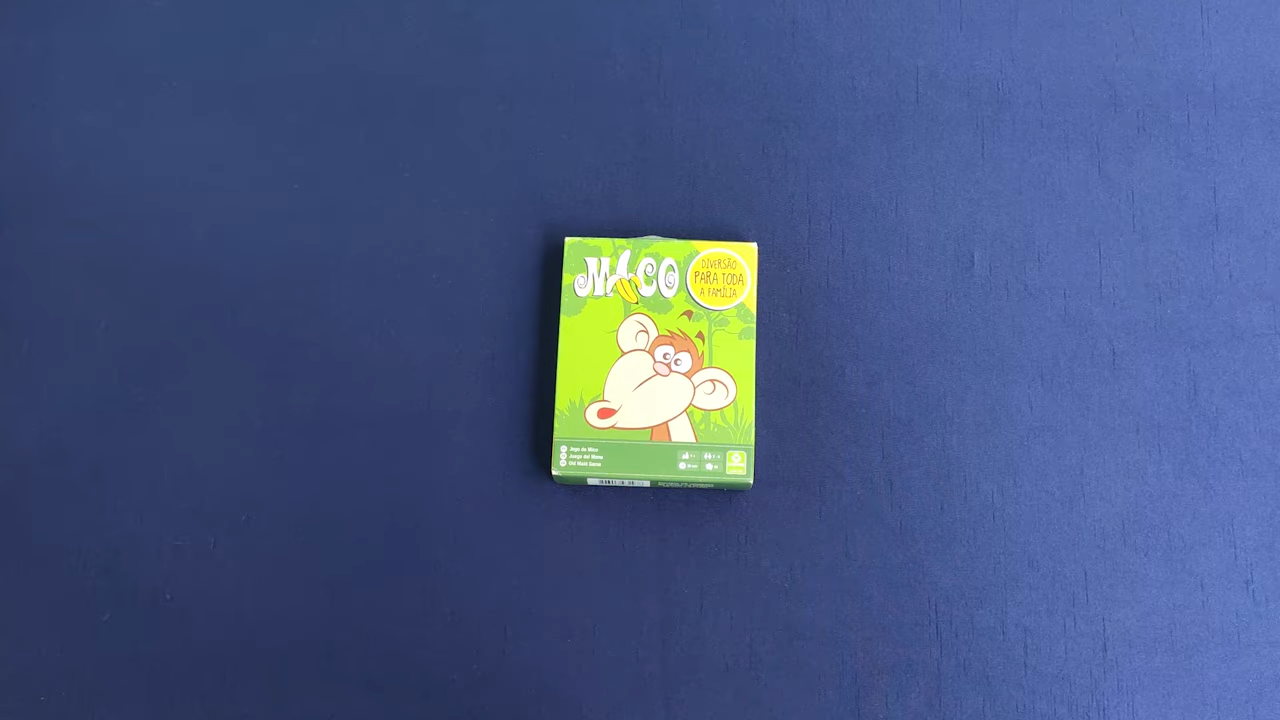 MICO
DIVERSÃO
PARA TODA
A FAMÍLIA
Jogo do Mico
Juego del Mono
Old Maid Game